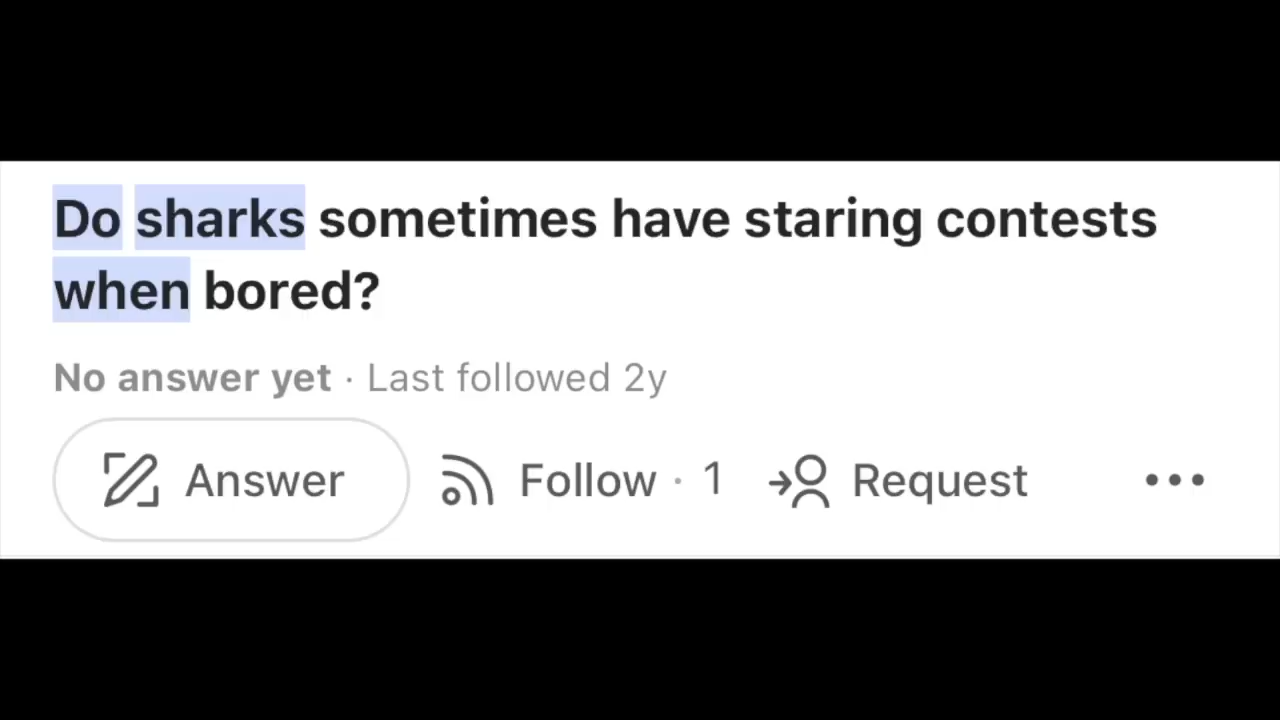 Do sharks sometimes have staring contests
when bored?
No answer yet · Last followed 2y
Answer Follow · 1 Request